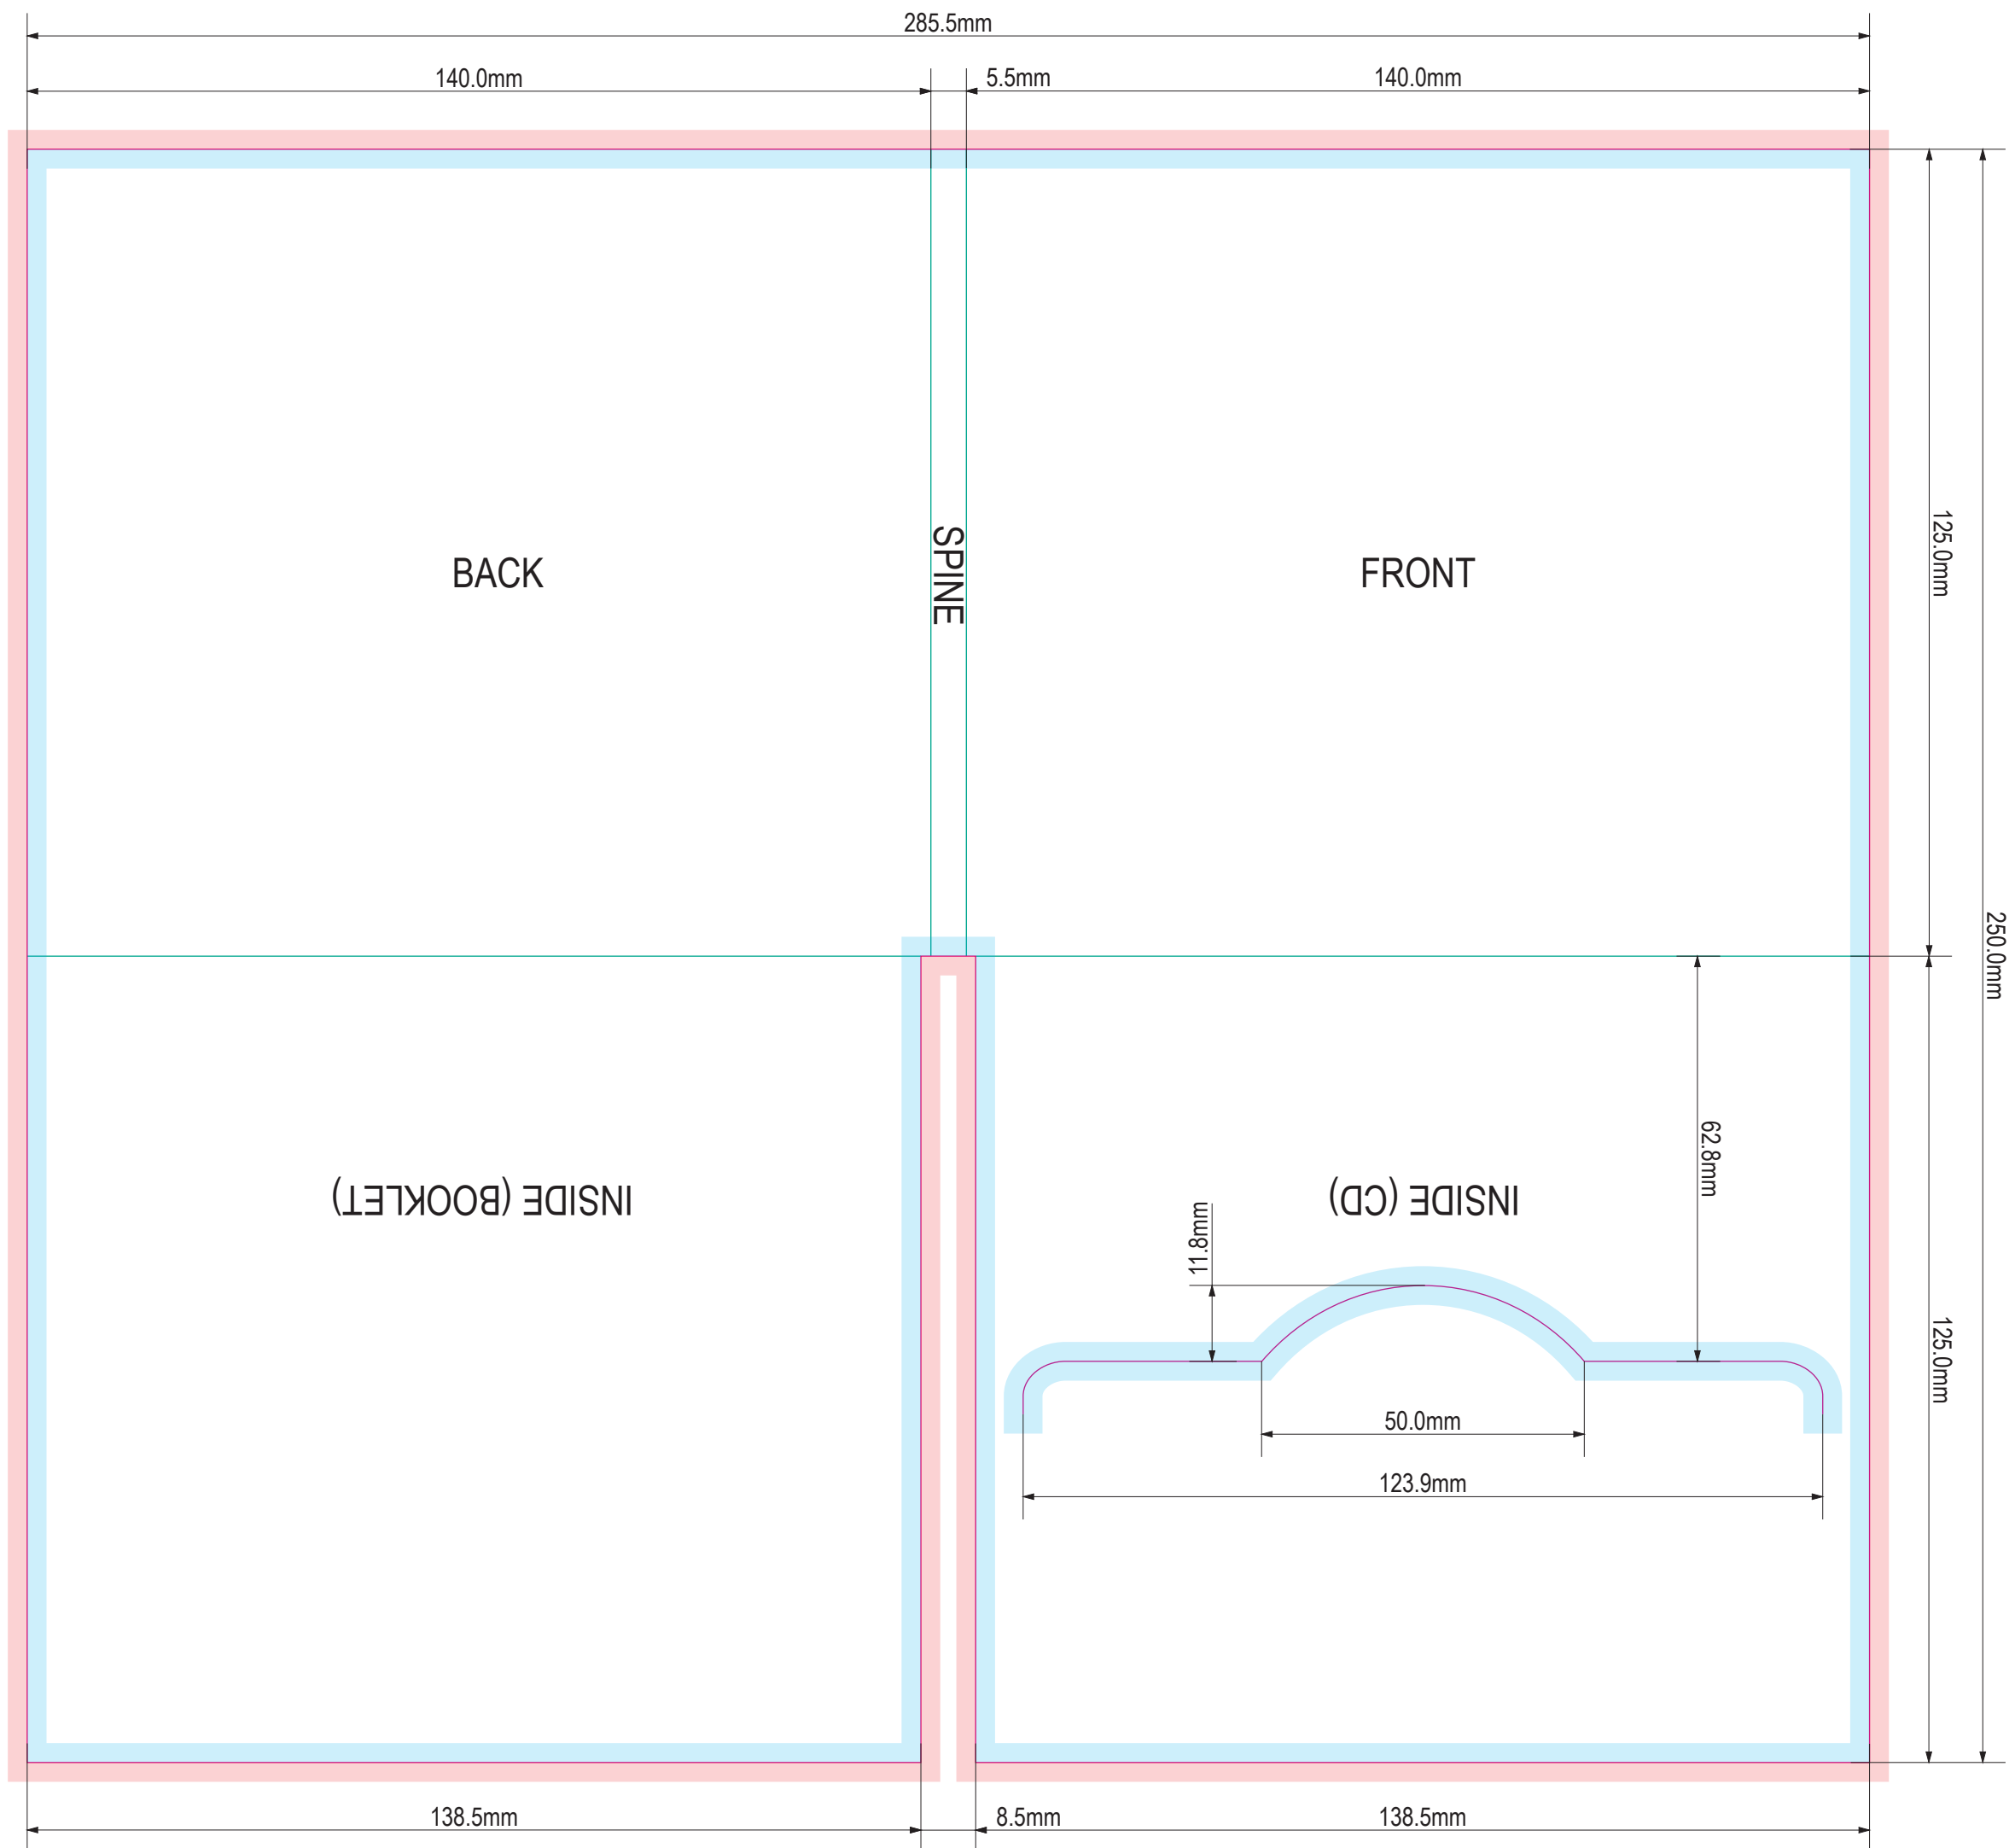 285.5mm
140.0mm
5.5mm
140.0mm
BACK
SPINE
FRONT
125.0mm
250.0mm
INSIDE (BOOKLET)
INSIDE (CD)
62.8mm
11.8mm
125.0mm
50.0mm
123.9mm
138.5mm
8.5mm
138.5mm